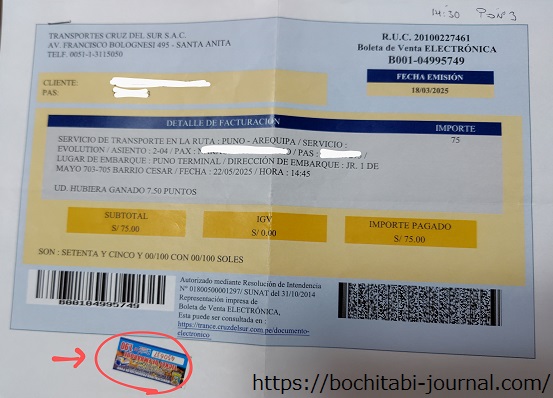 14:30
TRANSPORTES CRUZ DEL SUR S.A.C.
AV. FRANCISCO BOLOGNESI 495 - SANTA ANITA
TELF. 0051-1-3115050
R.U.C. 20100227461
Boleta de Venta ELECTRÓNICA
B001-04995749
FECHA EMISIÓN
18/03/2025
CLIENTE:
PAS:
DETALLE DE FACTURACIÓN IMPORTE
SERVICIO DE TRANSPORTE EN LA RUTA : PUNO - AREQUIPA / SERVICIO : 75
EVOLUTION / ASIENTO : 2-04 / PAX : / PAS :
LUGAR DE EMBARQUE : PUNO TERMINAL / DIRECCIÓN DE EMBARQUE : JR. 1 DE
MAYO 703-705 BARRIO CESAR / FECHA : 22/05/2025 / HORA : 14:45
UD. HUBIERA GANADO 7.50 PUNTOS
SUBTOTAL IGV IMPORTE PAGADO
S/ 75.00 S/ 0.00 S/ 75.00
SON : SETENTA Y CINCO Y 00/100 CON 00/100 SOLES
B00104995749
Autorizado mediante Resolución de Intendencia
N° 01800500001297/ SUNAT del 31/10/2014
Representación impresa de
Boleta de Venta ELECTRÓNICA.
Esta puede ser consultada en :
https://trance.cruzdelsur.com.pe/documento-
electronico
https://bochitabi-journal.com/